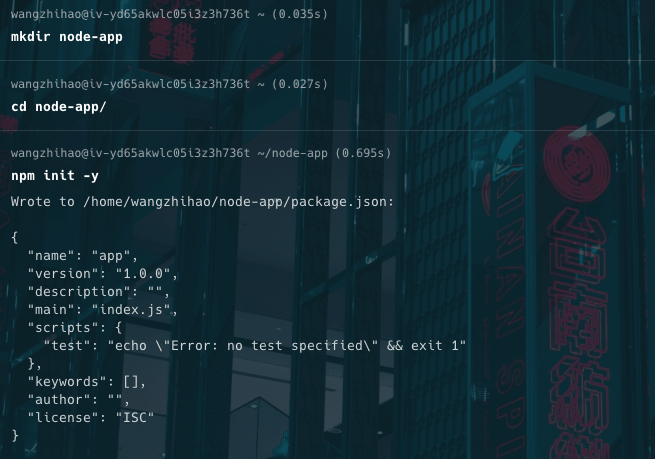 wangzhihao@iv-yd65akwlc05i3z3h736t ~ (0.035s)
mkdir node-app
wangzhihao@iv-yd65akwlc05i3z3h736t ~ (0.027s)
cd node-app/
wangzhihao@iv-yd65akwlc05i3z3h736t ~/node-app (0.695s)
npm init -y
Wrote to /home/wangzhihao/node-app/package.json:
{
  "name": "app",
  "version": "1.0.0",
  "description": "",
  "main": "index.js",
  "scripts": {
    "test": "echo \"Error: no test specified\" && exit 1"
  },
  "keywords": [],
  "author": "",
  "license": "ISC"
}